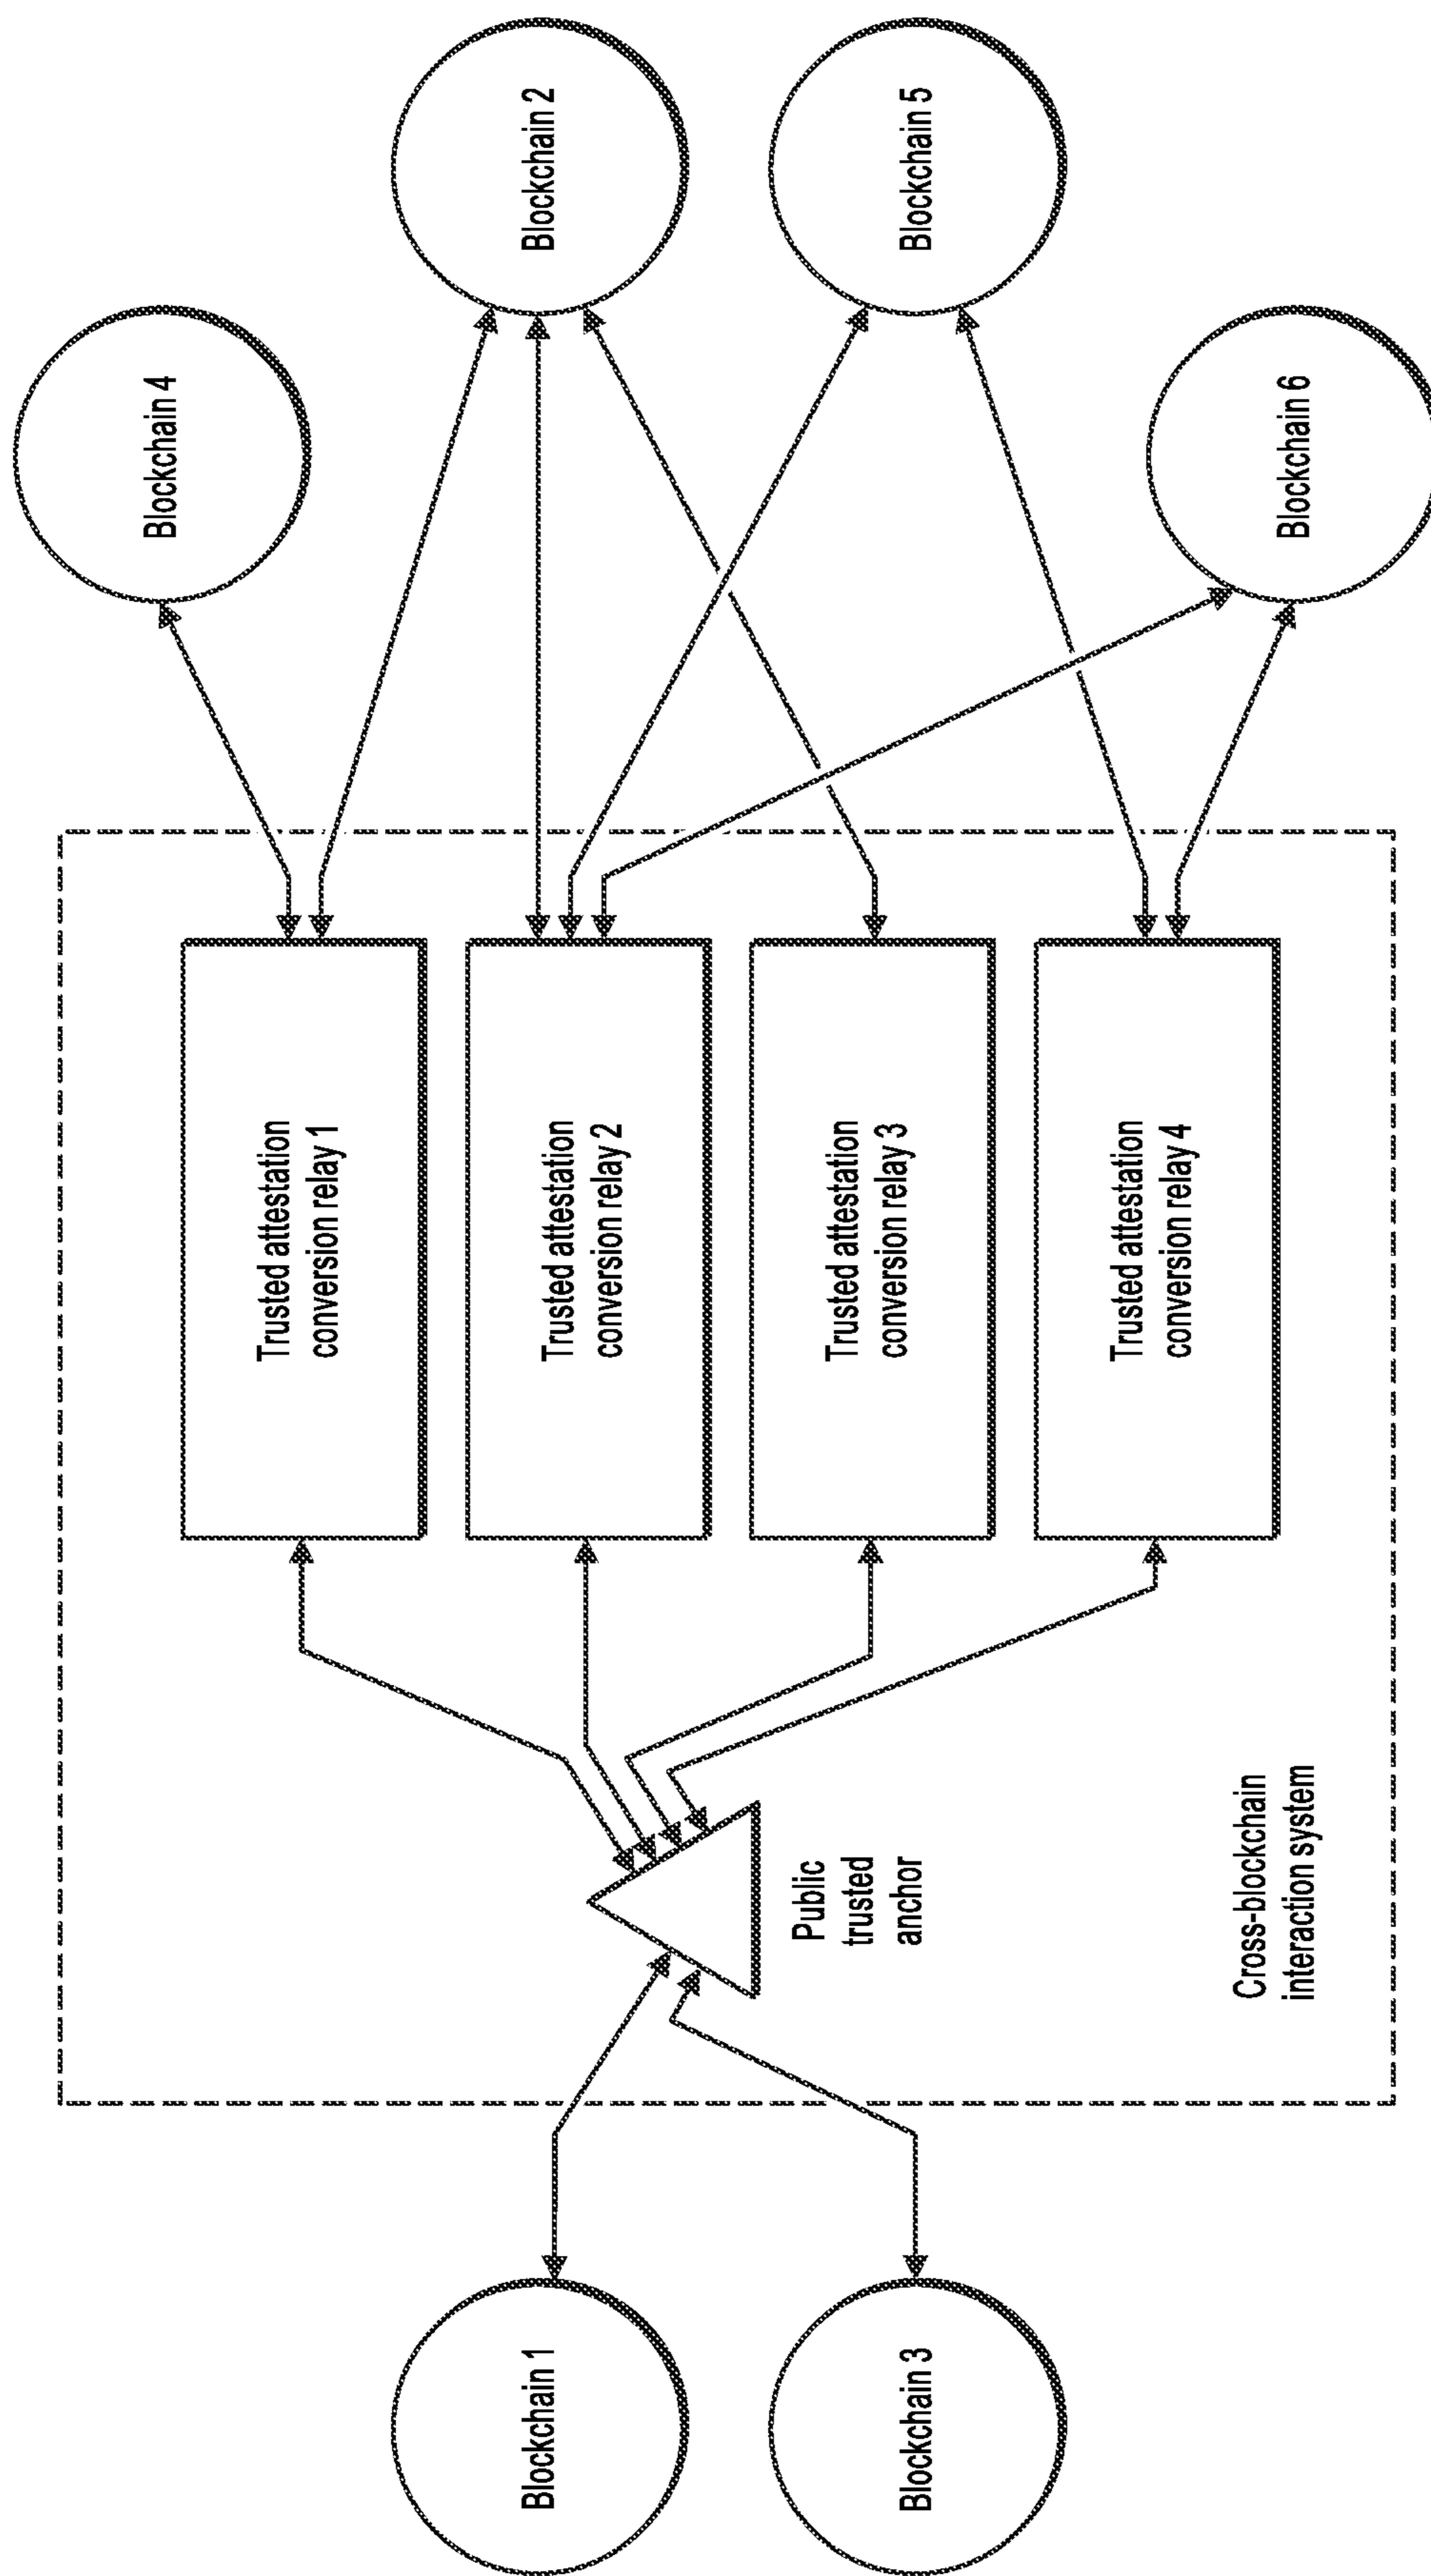 Blockchain 4
Blockchain 2
Blockchain 5
Blockchain 6
Trusted attestation
conversion relay 1
Trusted attestation
conversion relay 2
Trusted attestation
conversion relay 3
Trusted attestation
conversion relay 4
Public
trusted
anchor
Cross-blockchain
interaction system
Blockchain 1
Blockchain 3